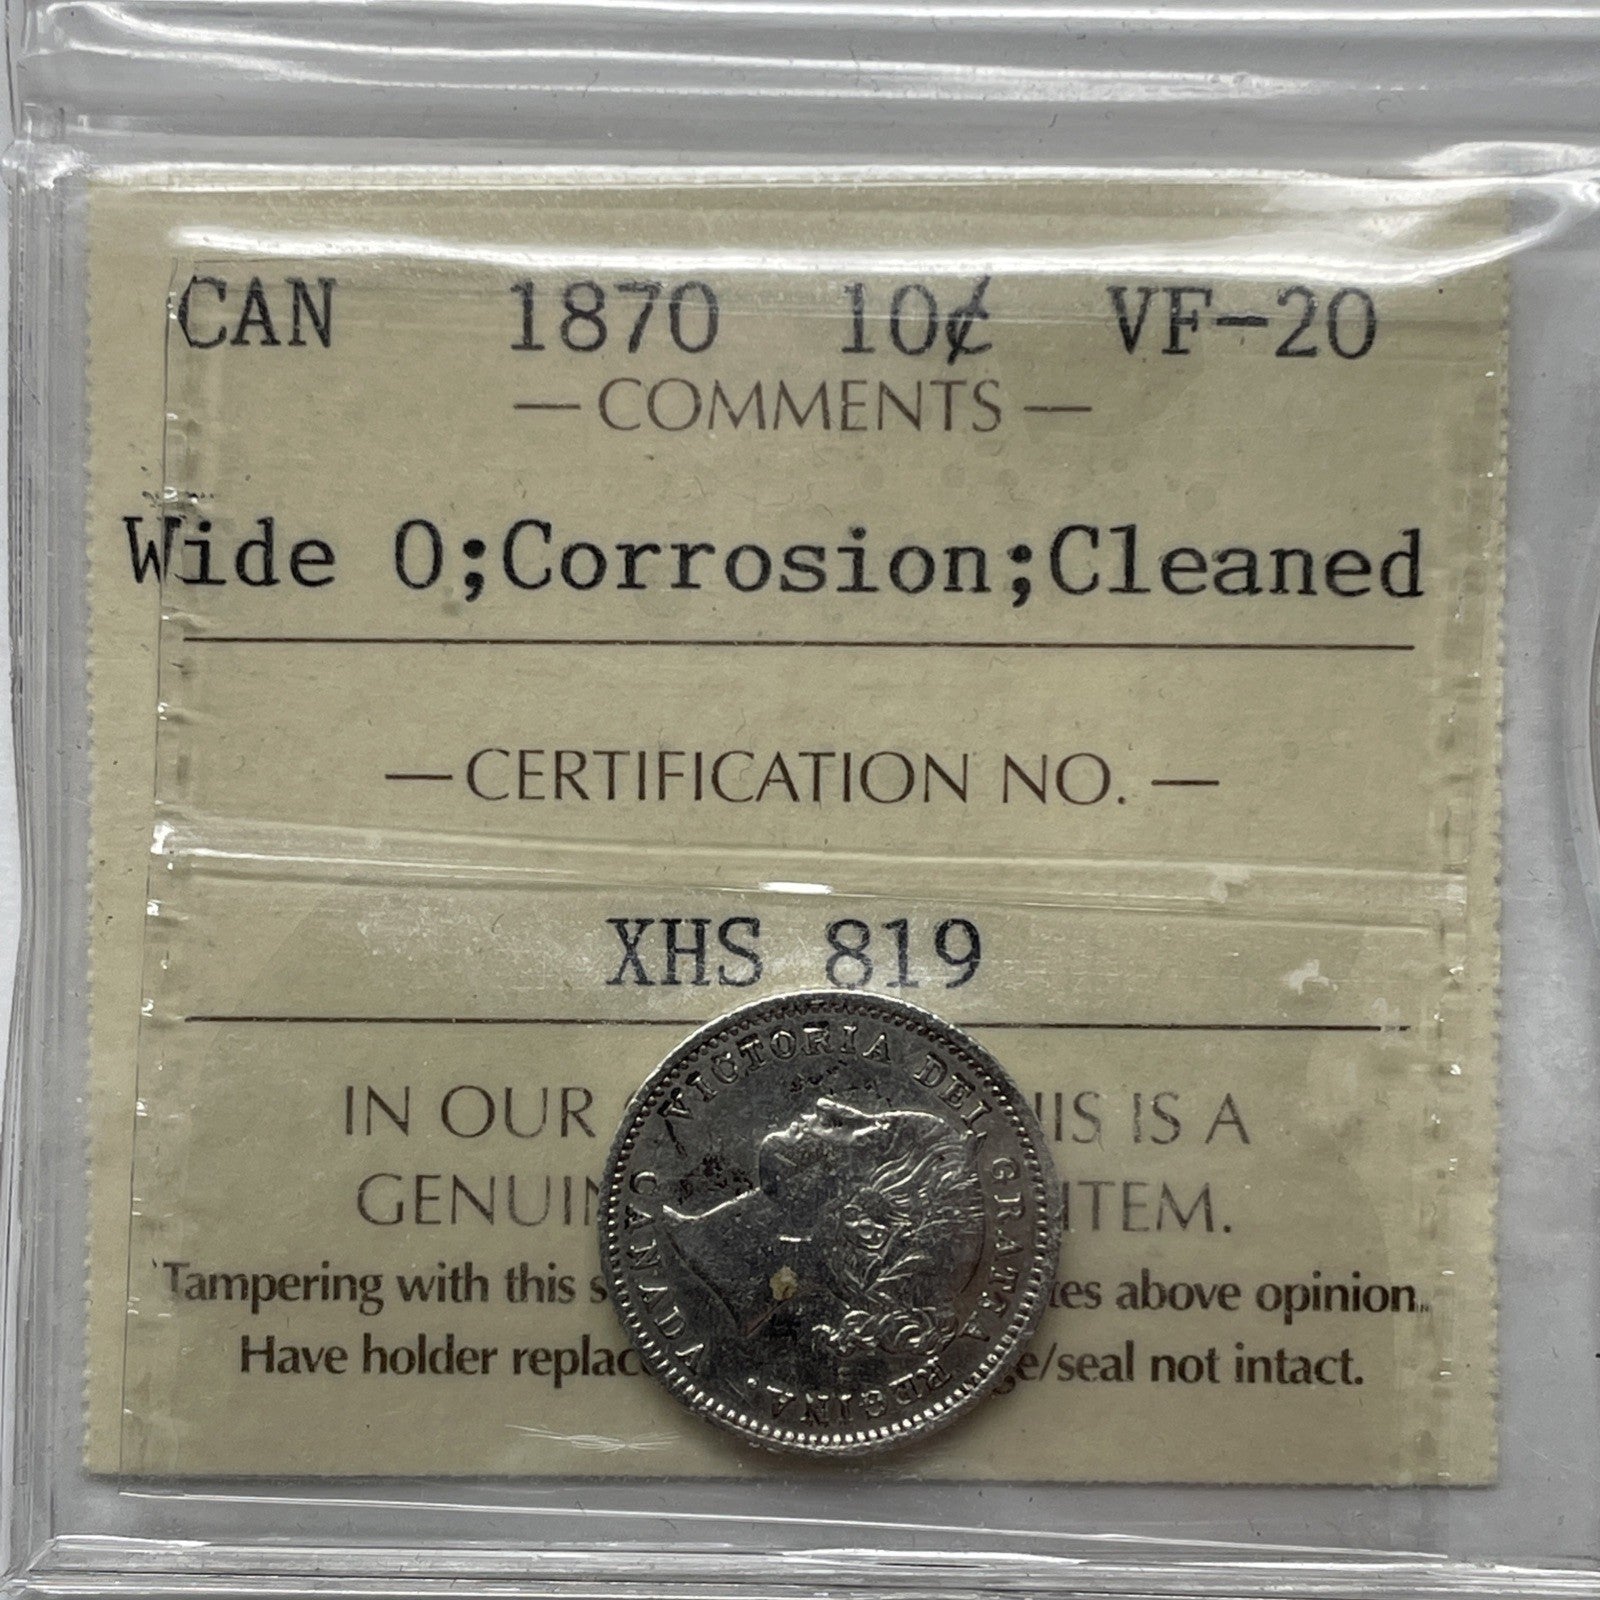 CAN 1870 10¢ VF-20
— COMMENTS —
Wide 0;Corrosion;Cleaned
— CERTIFICATION NO. —
XHS 819
IN OUR IS IS A
GENUIN ITEM.
Tampering with this s tes above opinion.
Have holder replac e/seal not intact.
VICTORIA DEI GRATIA REGINA.
CANADA